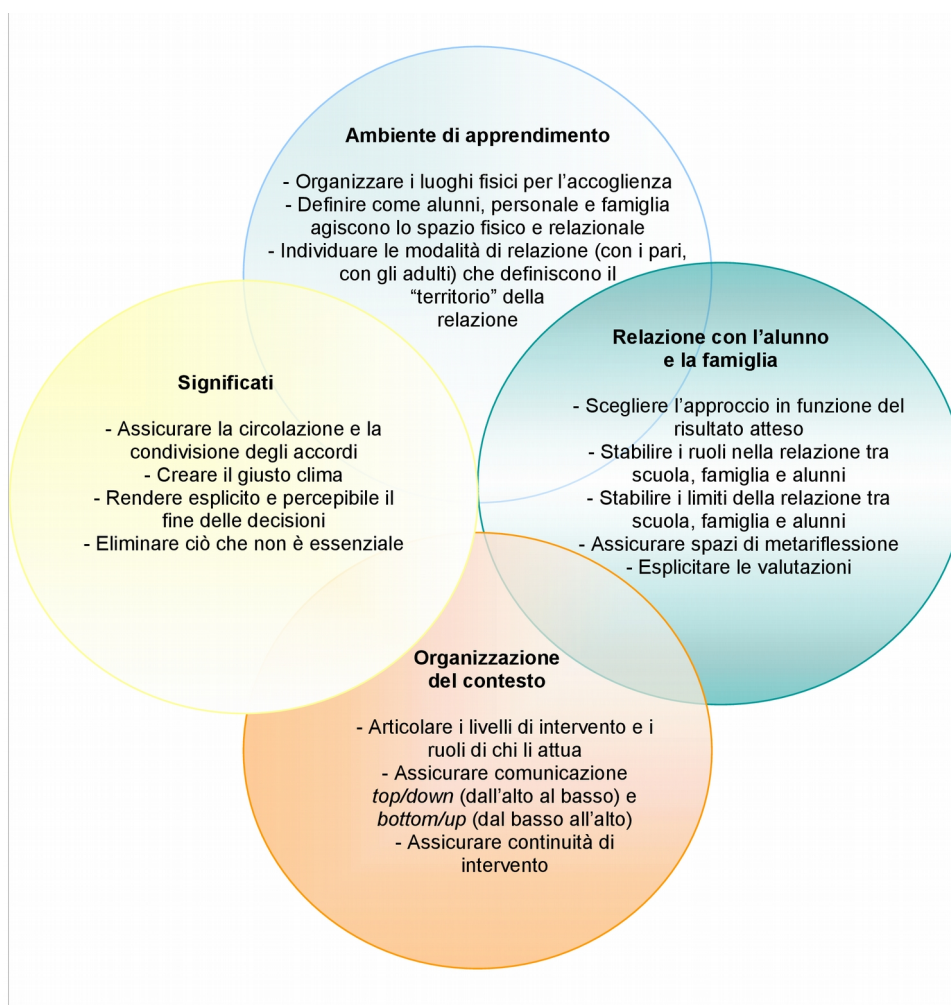 Ambiente di apprendimento
- Organizzare i luoghi fisici per l’accoglienza
- Definire come alunni, personale e famiglia
agiscono lo spazio fisico e relazionale
- Individuare le modalità di relazione (con i pari,
con gli adulti) che definiscono il
“territorio” della
relazione
Significati
- Assicurare la circolazione e la
condivisione degli accordi
- Creare il giusto clima
- Rendere esplicito e percepibile il
fine delle decisioni
- Eliminare ciò che non è essenziale
Relazione con l’alunno
e la famiglia
- Scegliere l’approccio in funzione del
risultato atteso
- Stabilire i ruoli nella relazione tra
scuola, famiglia e alunni
- Stabilire i limiti della relazione tra
scuola, famiglia e alunni
- Assicurare spazi di metariflessione
- Esplicitare le valutazioni
Organizzazione
del contesto
- Articolare i livelli di intervento e i
ruoli di chi li attua
- Assicurare comunicazione
top/down (dall’alto al basso) e
bottom/up (dal basso all’alto)
- Assicurare continuità di
intervento